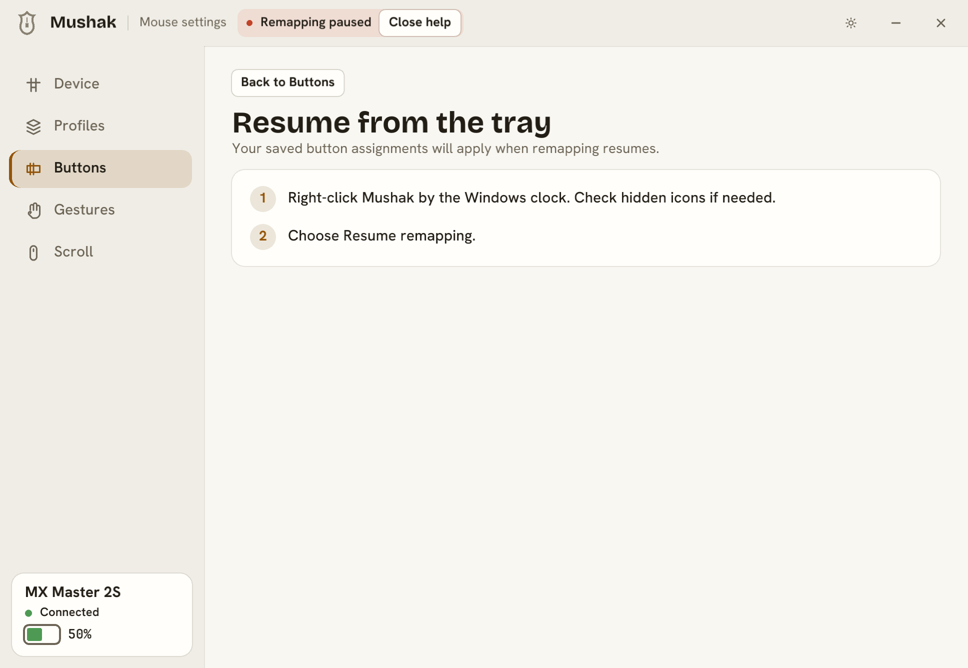 Mushak
Mouse settings
Remapping paused
Close help
Device
Profiles
Buttons
Gestures
Scroll
Back to Buttons
Resume from the tray
Your saved button assignments will apply when remapping resumes.
1 Right-click Mushak by the Windows clock. Check hidden icons if needed.
2 Choose Resume remapping.
MX Master 2S
Connected
50%